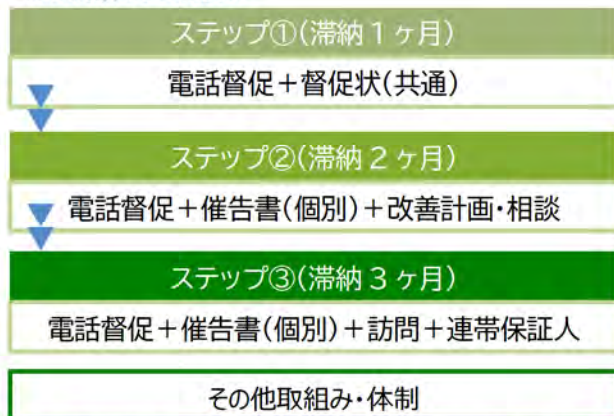 ステップ①(滞納1ヶ月)
電話督促+督促状(共通)
ステップ②(滞納2ヶ月)
電話督促+催告書(個別)+改善計画・相談
ステップ③(滞納3ヶ月)
電話督促+催告書(個別)+訪問+連帯保証人
その他取組み・体制